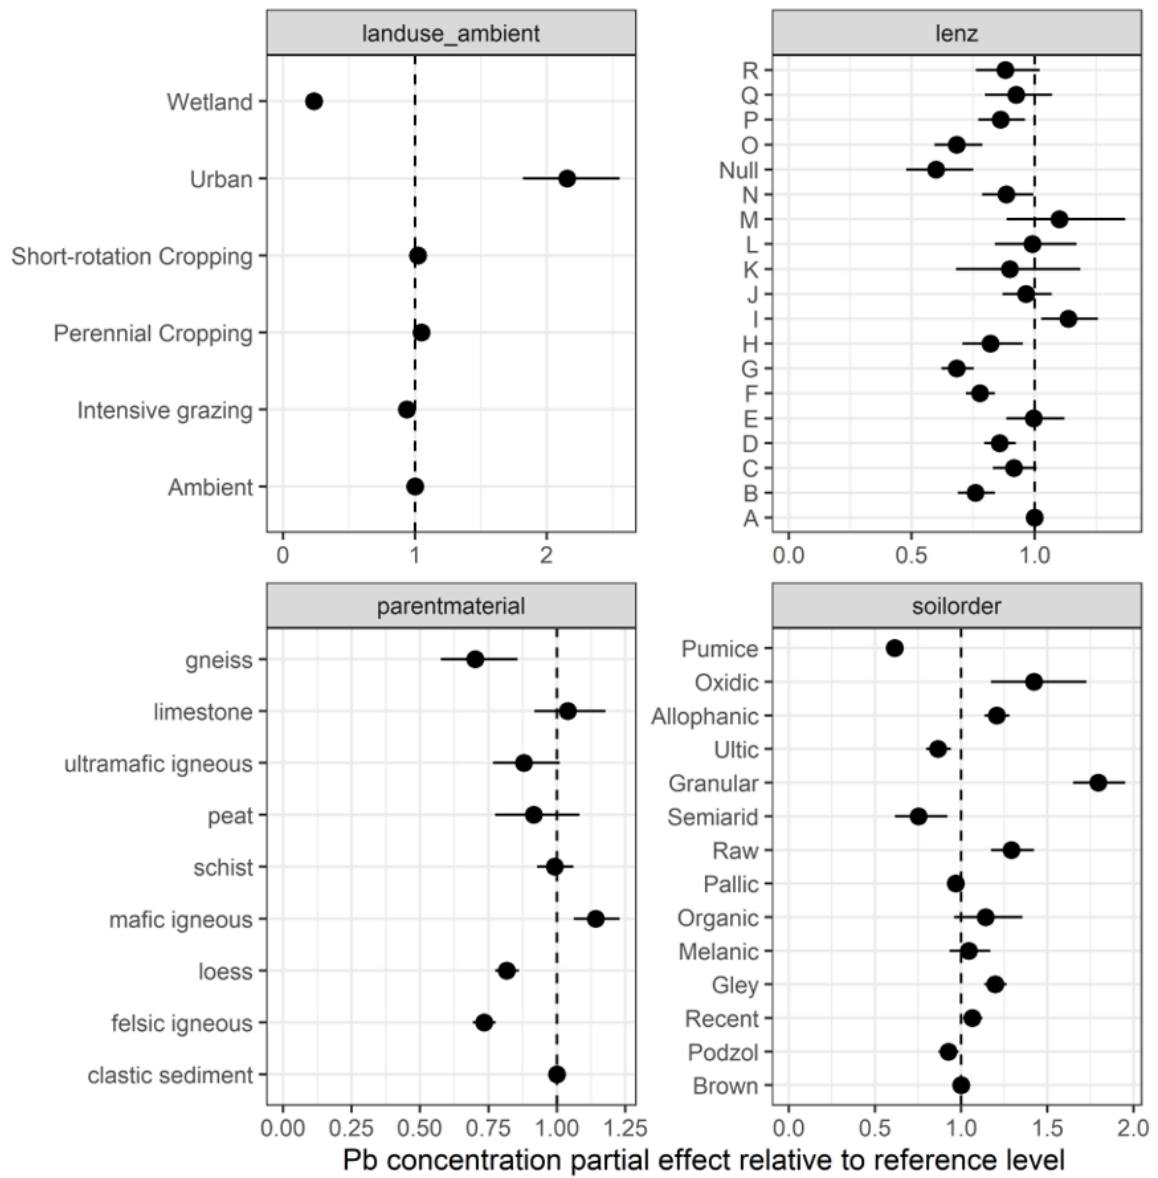 landuse_ambient
Wetland
Urban
Short-rotation Cropping
Perennial Cropping
Intensive grazing
Ambient
0 1 2
lenz
R
Q
P
O
Null
N
M
L
K
J
I
H
G
F
E
D
C
B
A
0.0 0.5 1.0
parentmaterial
gneiss
limestone
ultramafic igneous
peat
schist
mafic igneous
loess
felsic igneous
clastic sediment
0.00 0.25 0.50 0.75 1.00 1.25
soilorder
Pumice
Oxidic
Allophanic
Ultic
Granular
Semiarid
Raw
Pallic
Organic
Melanic
Gley
Recent
Podzol
Brown
0.0 0.5 1.0 1.5 2.0
Pb concentration partial effect relative to reference level